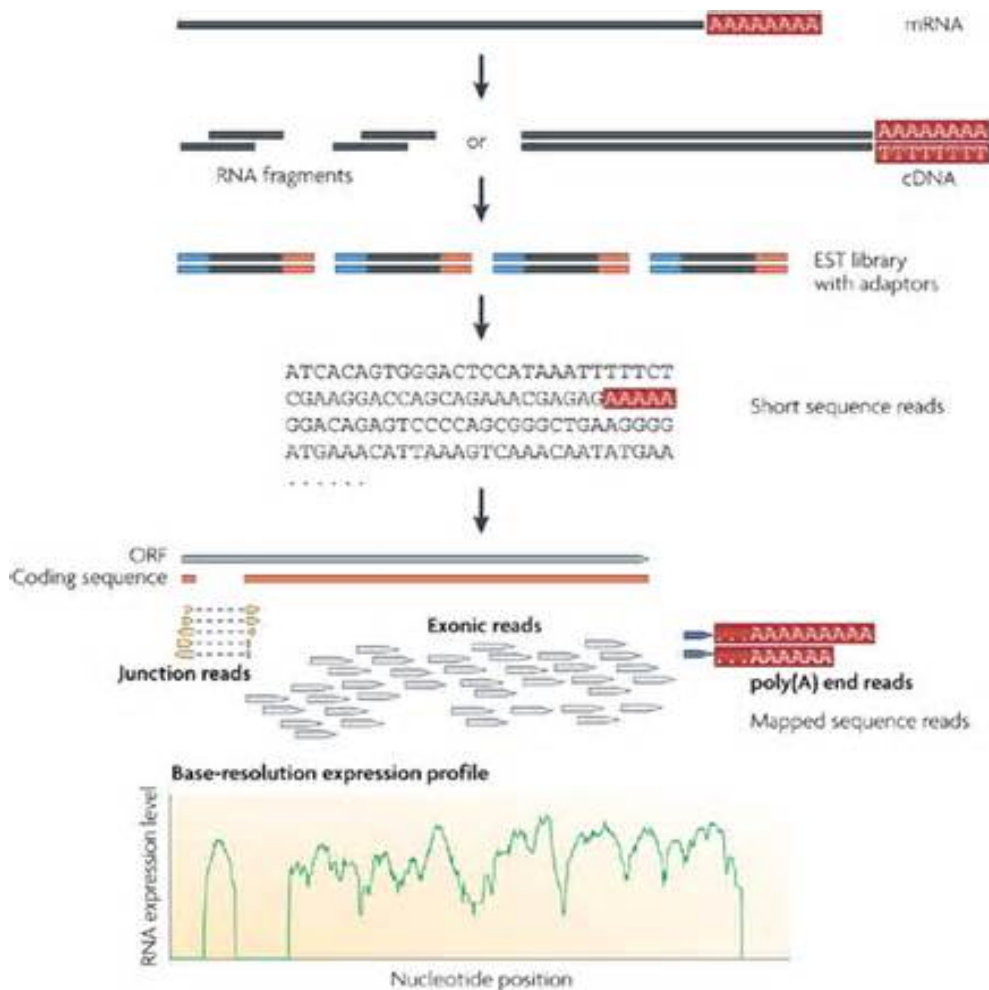 AAAAAAAA
mRNA
AAAAAAAA
or
TTTTTTTT
RNA fragments
cDNA
EST library
with adaptors
ATCACAGTGGGACTCCATAAATTTTTCT
CGAAGGACCAGCAGAAACGAGAGAAAAA
Short sequence reads
GGACAGAGTCCCCAGCGGGCTGAAGGGG
ATGAAACATTAAAGTCAAACAATATGAA
. . . . . .
ORF
Coding sequence
Exonic reads
...AAAAAAAAA
...AAAAAA
Junction reads
poly(A) end reads
Mapped sequence reads
Base-resolution expression profile
RNA expression level
Nucleotide position